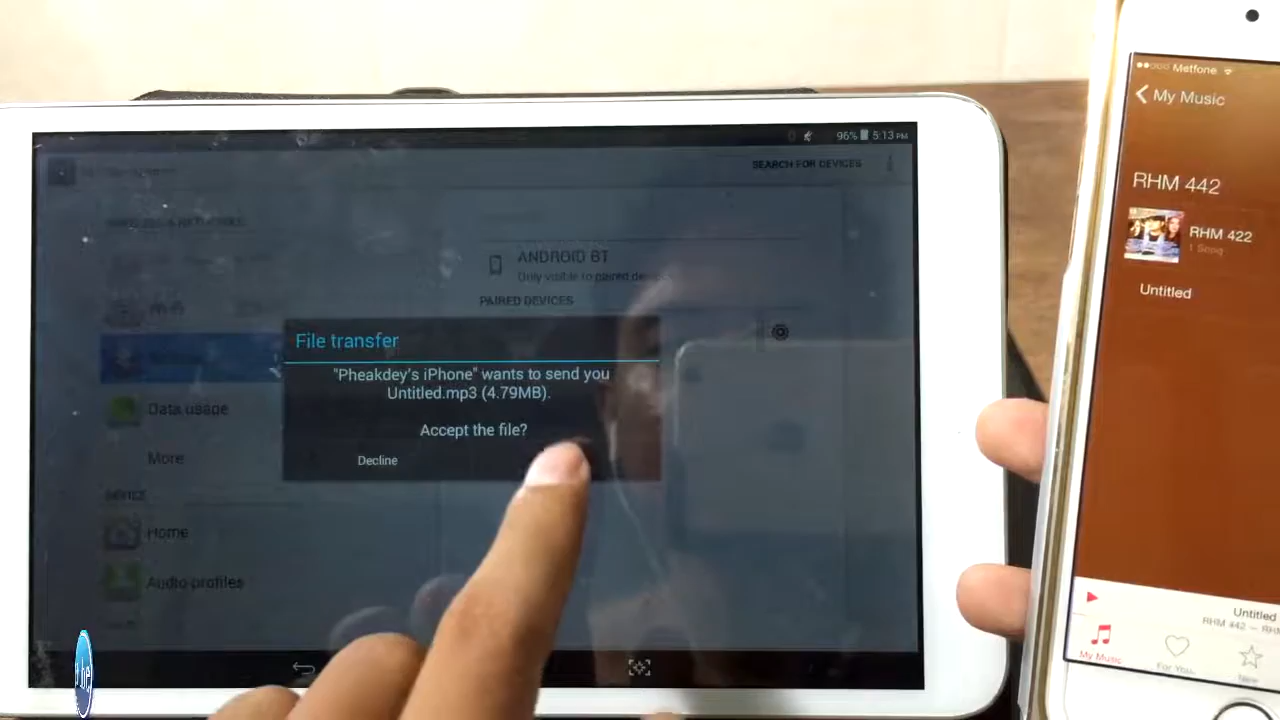 96% 5:13 PM
SEARCH FOR DEVICES
ANDROID BT
Only visible to paired
PAIRED DEVICES
File transfer
"Pheakdey's iPhone" wants to send you
Untitled.mp3 (4.79MB).
Accept the file?
Decline
Data usage
More
DEVICE
Home
Audio profiles
Metfone
My Music
RHM 442
RHM 422
1 Song
Untitled
Untitled
RHM 442 –
My Music
For You
New